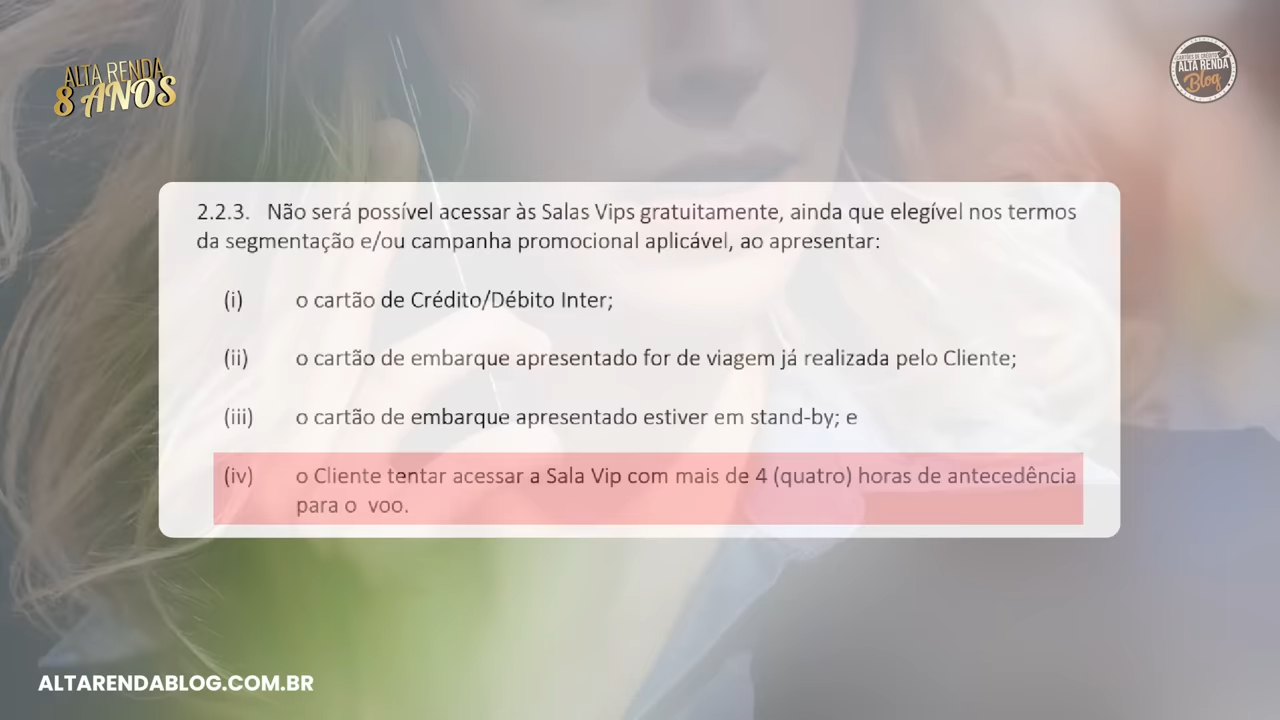 ALTA RENDA
8 ANOS
CARTÕES DE CRÉDITO
ALTA RENDA
Blog
2.2.3. Não será possível acessar às Salas Vips gratuitamente, ainda que elegível nos termos
da segmentação e/ou campanha promocional aplicável, ao apresentar:
(i) o cartão de Crédito/Débito Inter;
(ii) o cartão de embarque apresentado for de viagem já realizada pelo Cliente;
(iii) o cartão de embarque apresentado estiver em stand-by; e
(iv) o Cliente tentar acessar a Sala Vip com mais de 4 (quatro) horas de antecedência
para o voo.
ALTARENDABLOG.COM.BR